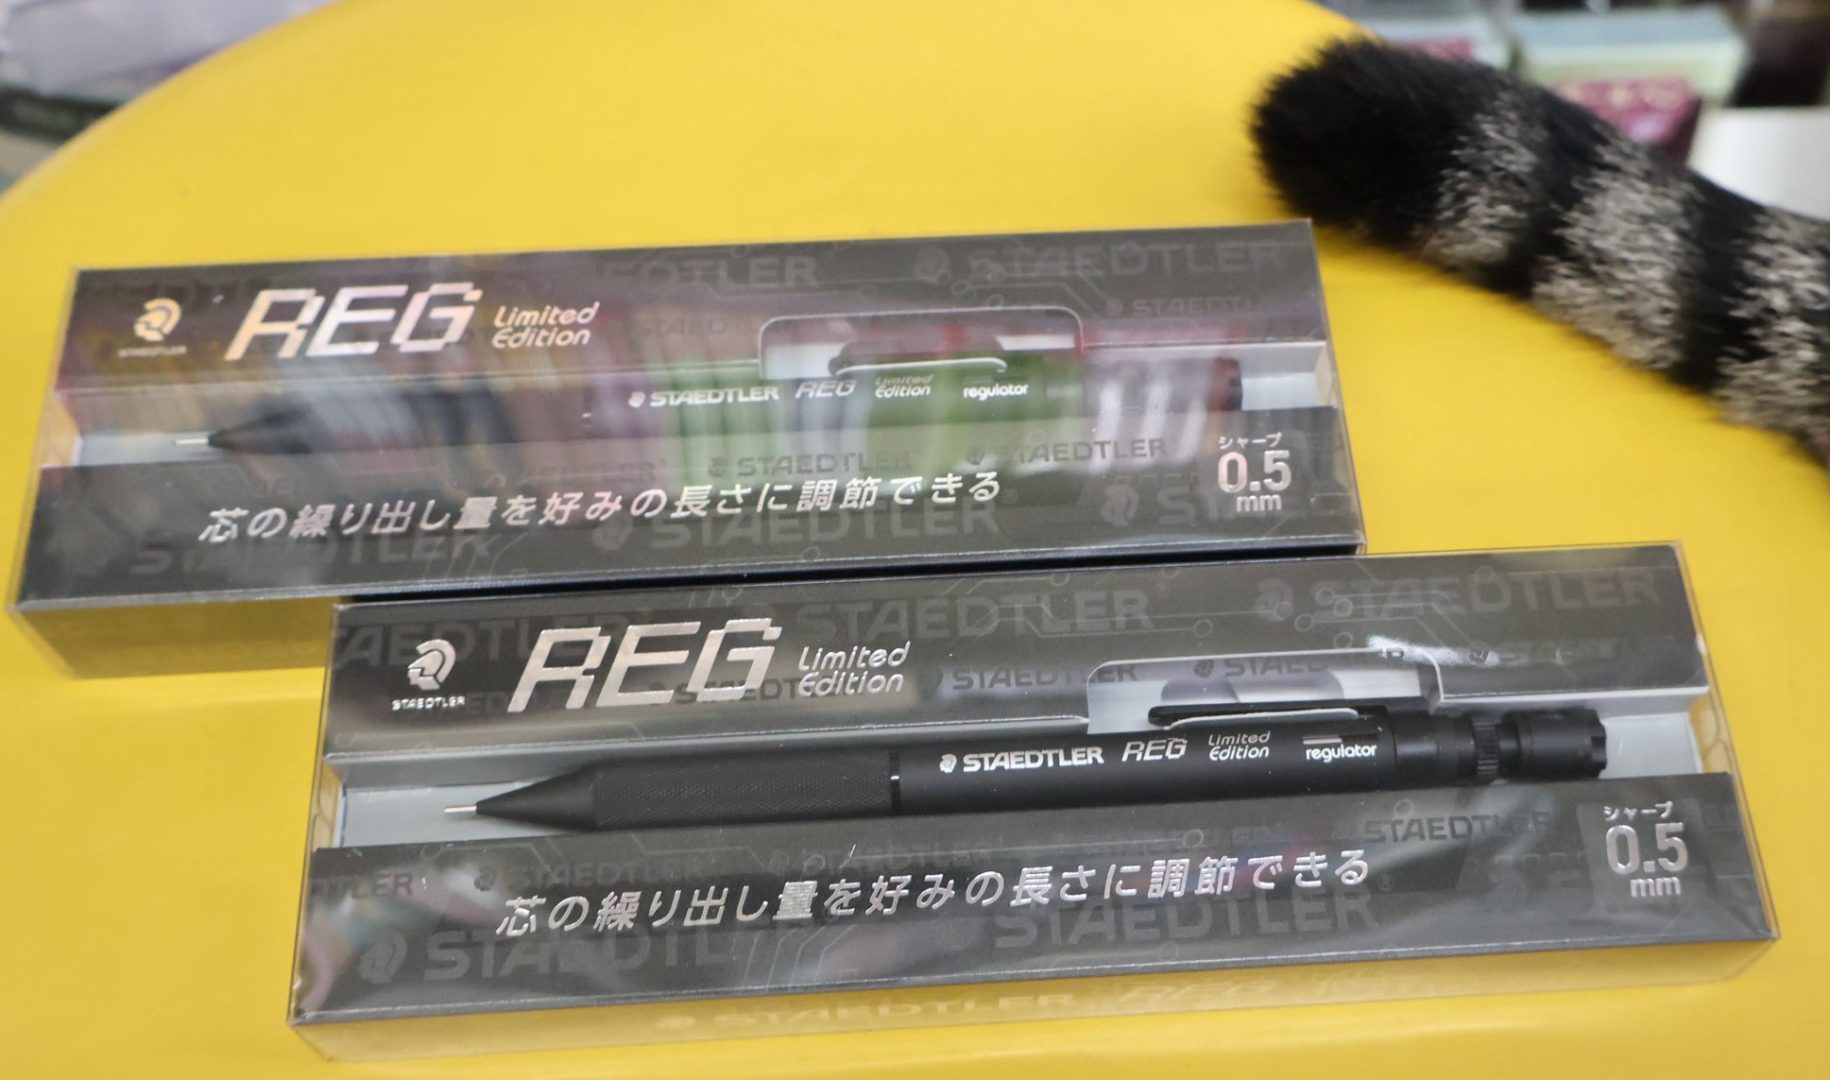 STAEDTLER
REG Limited Edition
STAEDTLER REG Limited Edition regulator
芯の繰り出し量を好みの長さに調節できる
シャープ
0.5
mm
STAEDTLER
REG Limited Edition
STAEDTLER REG Limited Edition regulator
芯の繰り出し量を好みの長さに調節できる
シャープ
0.5
mm